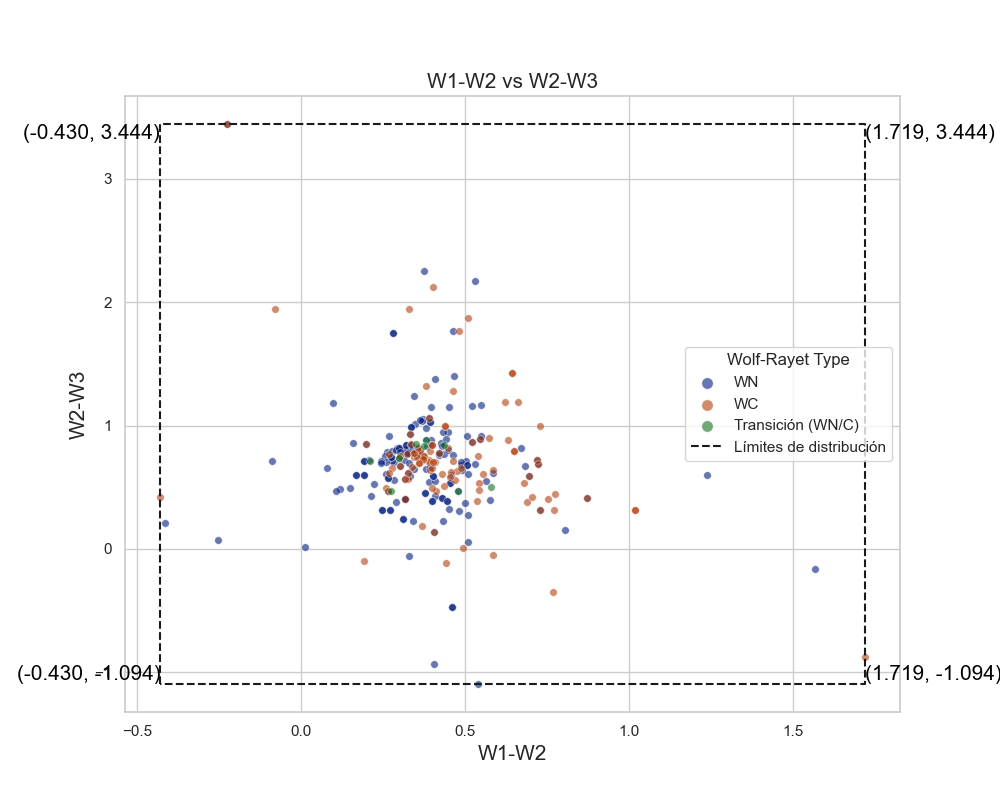 W1-W2 vs W2-W3
(-0.430, 3.444)
(1.719, 3.444)
3
2
Wolf-Rayet Type
WN
WC
Transición (WN/C)
Límites de distribución
W2-W3
1
0
(-0.430, -1.094)
(1.719, -1.094)
−0.5
0.0
0.5
1.0
1.5
W1-W2